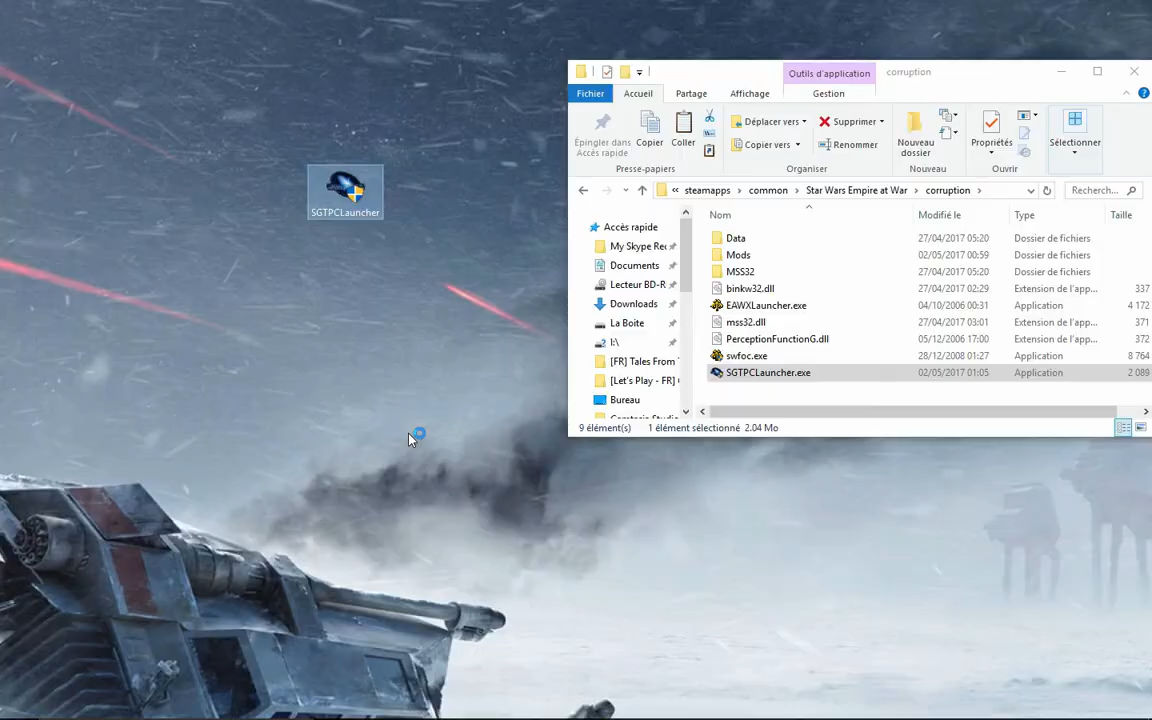 SGTPCLauncher
Outils d'application
corruption
Fichier
Accueil
Partage
Affichage
Gestion
Épingler dans
Accès rapide
Copier
Coller
Déplacer vers
Copier vers
Supprimer
Renommer
Nouveau
dossier
Propriétés
Sélectionner
Presse-papiers
Organiser
Nouveau
Ouvrir
« steamapps > common > Star Wars Empire at War > corruption >
Recherch...
Nom
Modifié le
Type
Taille
Accès rapide
My Skype Re
Documents
Lecteur BD-R
Downloads
La Boite
I:\
[FR] Tales From
[Let's Play - FR]
Bureau
Data 27/04/2017 05:20 Dossier de fichiers
Mods 02/05/2017 00:59 Dossier de fichiers
MSS32 27/04/2017 05:20 Dossier de fichiers
binkw32.dll 27/04/2017 02:29 Extension de l'app... 337
EAWXLauncher.exe 04/10/2006 00:31 Application 4 172
mss32.dll 27/04/2017 03:01 Extension de l'app... 371
PerceptionFunctionG.dll 05/12/2006 17:00 Extension de l'app... 372
swfoc.exe 28/12/2008 01:27 Application 8 764
SGTPCLauncher.exe 02/05/2017 01:05 Application 2 089
9 élément(s)
1 élément sélectionné 2.04 Mo